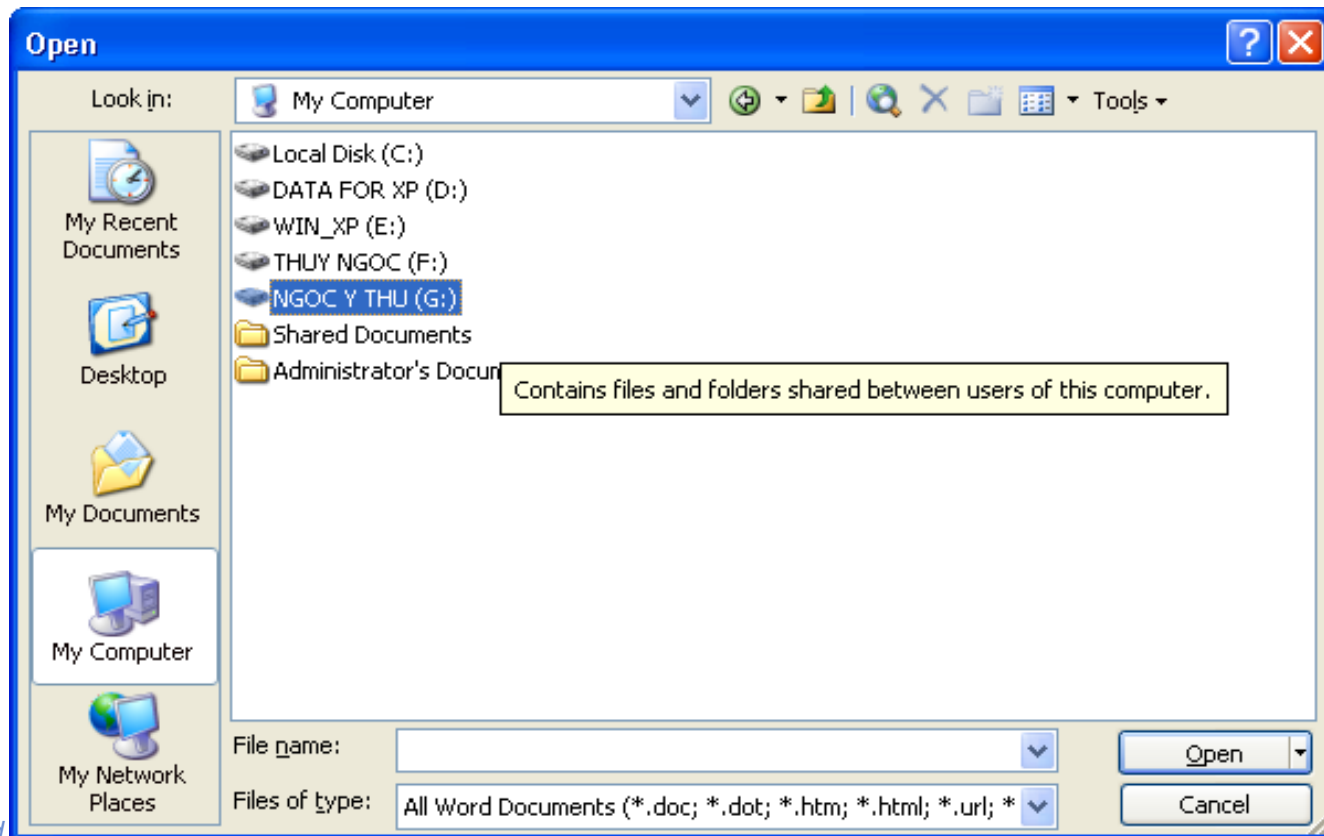 Open
Look in:
My Computer
Tools
My Recent
Documents
Desktop
My Documents
My Computer
My Network
Places
Local Disk (C:)
DATA FOR XP (D:)
WIN_XP (E:)
THUY NGOC (F:)
NGOC Y THU (G:)
Shared Documents
Administrator's Docum
Contains files and folders shared between users of this computer.
File name:
Open
Files of type:
All Word Documents (*.doc; *.dot; *.htm; *.html; *.url; *
Cancel